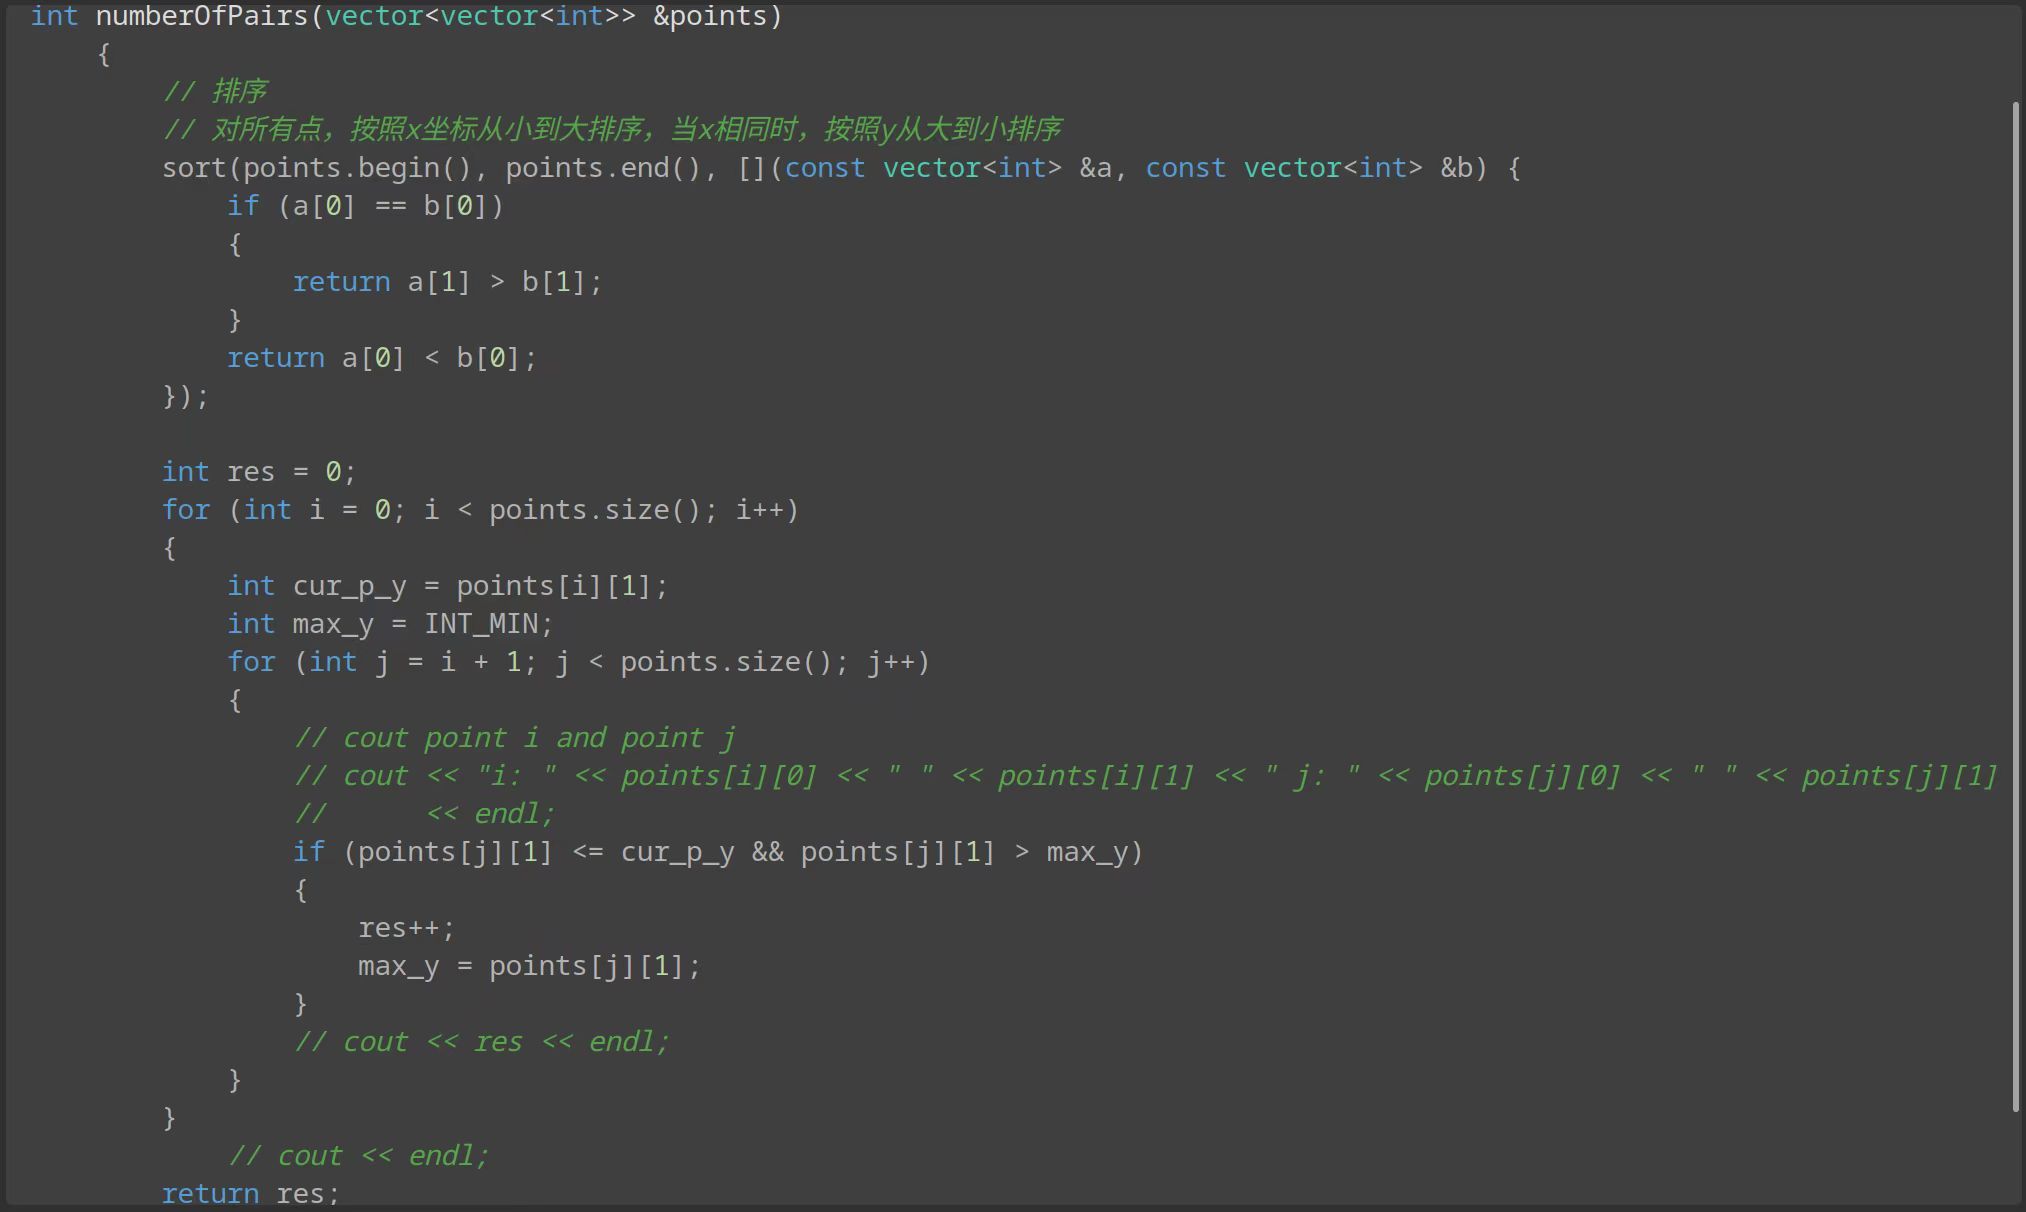 int numberOfPairs(vector<vector<int>> &points)
{
// 排序
// 对所有点，按照x坐标从小到大排序，当x相同时，按照y从大到小排序
sort(points.begin(), points.end(), [](const vector<int> &a, const vector<int> &b) {
if (a[0] == b[0])
{
return a[1] > b[1];
}
return a[0] < b[0];
});
int res = 0;
for (int i = 0; i < points.size(); i++)
{
int cur_p_y = points[i][1];
int max_y = INT_MIN;
for (int j = i + 1; j < points.size(); j++)
{
// cout point i and point j
// cout << "i: " << points[i][0] << " " << points[i][1] << " j: " << points[j][0] << " " << points[j][1]
//      << endl;
if (points[j][1] <= cur_p_y && points[j][1] > max_y)
{
res++;
max_y = points[j][1];
}
// cout << res << endl;
}
}
// cout << endl;
return res;